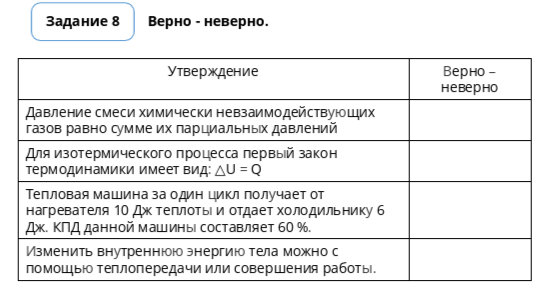 Задание 8
Верно - неверно.
Утверждение
Верно –
неверно
Давление смеси химически невзаимодействующих
газов равно сумме их парциальных давлений
Для изотермического процесса первый закон
термодинамики имеет вид: △U = Q
Тепловая машина за один цикл получает от
нагревателя 10 Дж теплоты и отдает холодильнику 6
Дж. КПД данной машины составляет 60 %.
Изменить внутреннюю энергию тела можно с
помощью теплопередачи или совершения работы.